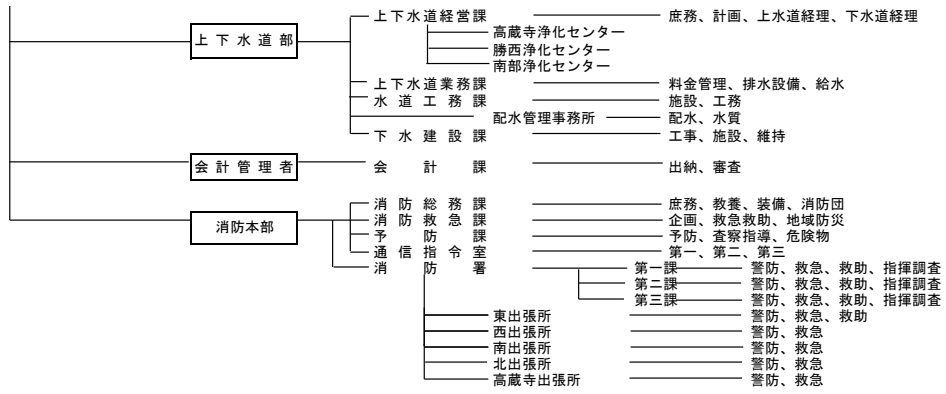 上下水道経営課 庶務、計画、上水道経理、下水道経理
高蔵寺浄化センター
上下水道部
勝西浄化センター
南部浄化センター
上下水道業務課 料金管理、排水設備、給水
水道工務課 施設、工務
配水管理事務所 配水、水質
下水建設課 工事、施設、維持
会計管理者 会計課 出納、審査
消防総務課 庶務、教養、装備、消防団
消防本部 消防救急課 企画、救急救助、地域防災
予防課 予防、査察指導、危険物
通信指令室 第一、第二、第三
消防署 第一課 警防、救急、救助、指揮調査
第二課 警防、救急、救助、指揮調査
第三課 警防、救急、救助、指揮調査
東出張所 警防、救急、救助
西出張所 警防、救急
南出張所 警防、救急
北出張所 警防、救急
高蔵寺出張所 警防、救急